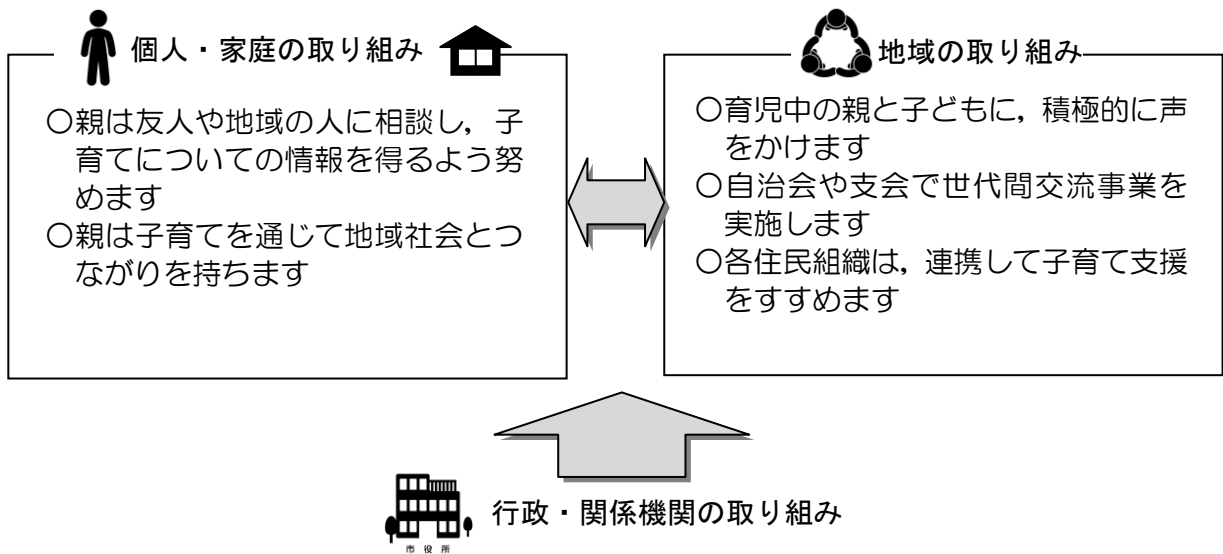 個人・家庭の取り組み
○親は友人や地域の人に相談し，子
育てについての情報を得るよう努
めます
○親は子育てを通じて地域社会とつ
ながりを持ちます
地域の取り組み
○育児中の親と子どもに，積極的に声
をかけます
○自治会や支会で世代間交流事業を
実施します
○各住民組織は，連携して子育て支援
をすすめます
行政・関係機関の取り組み
市役所